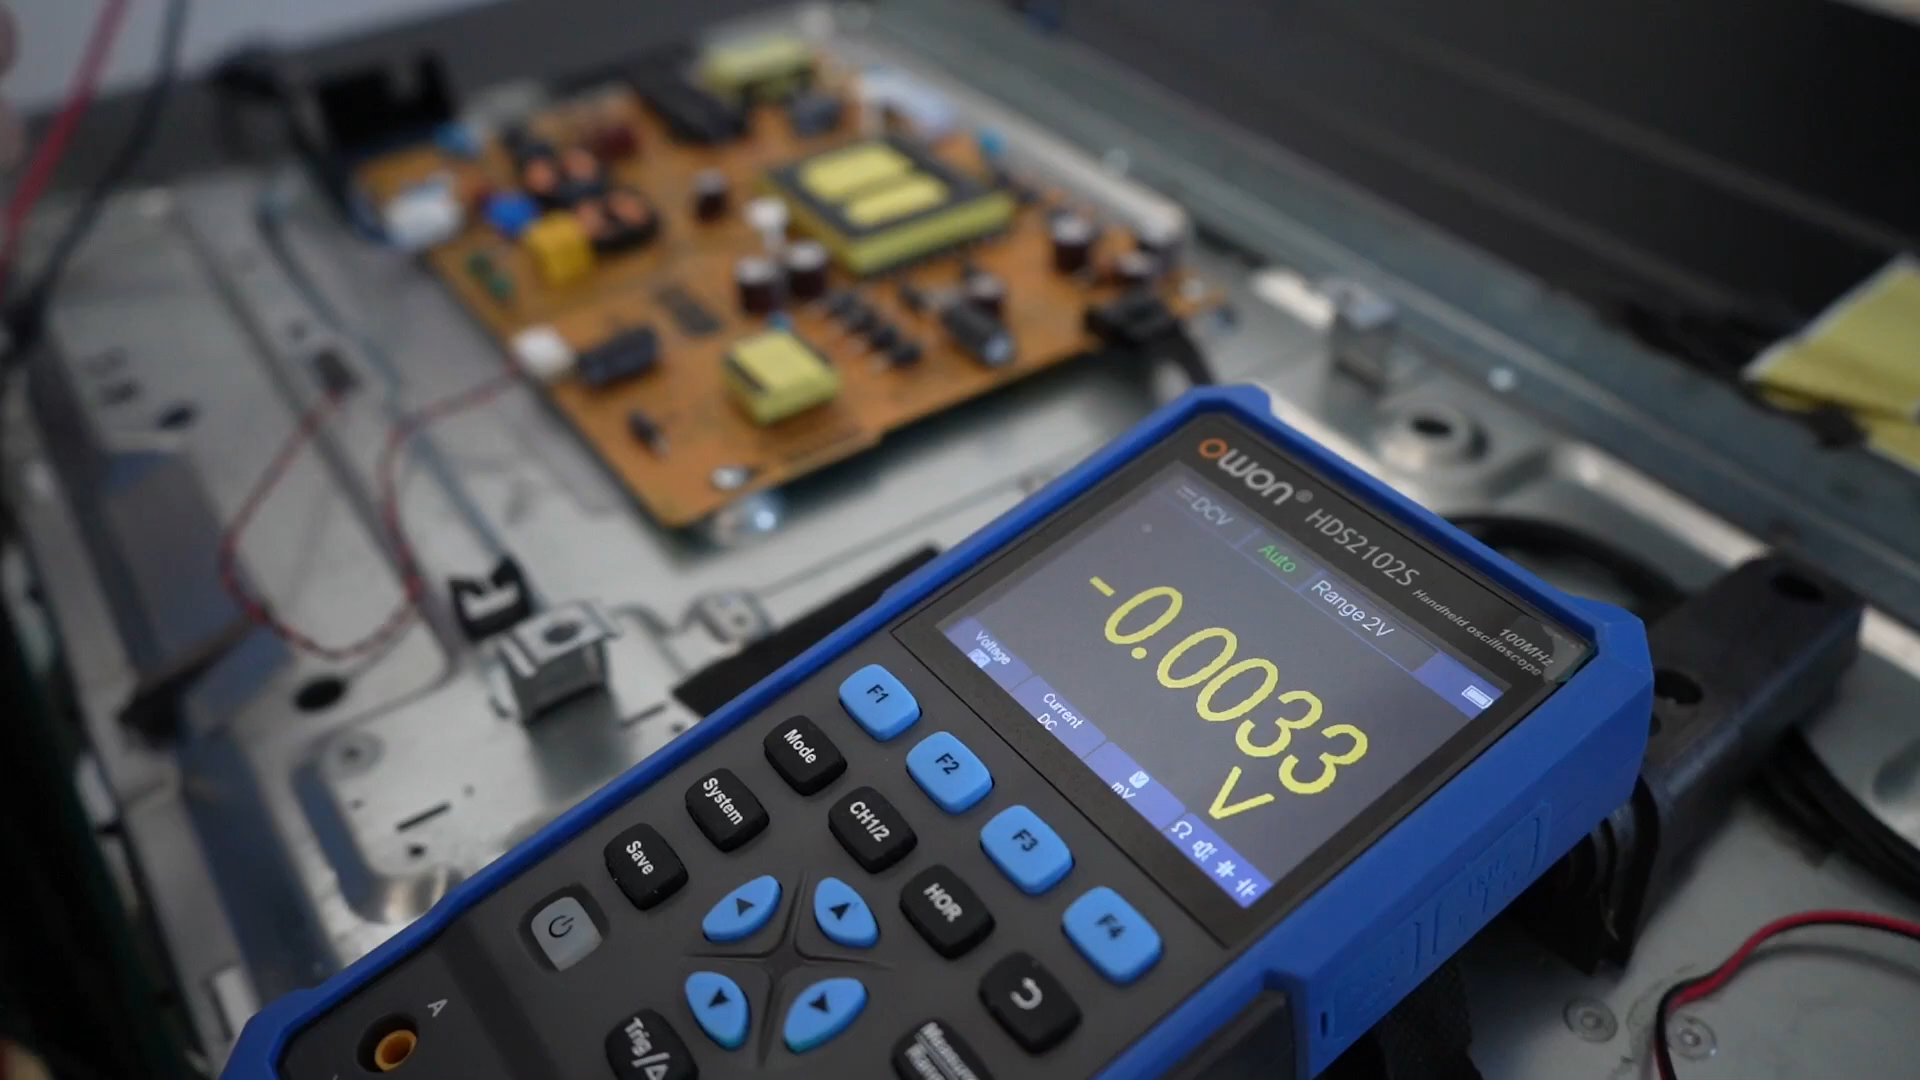 OWON® HDS2102S Handheld oscilloscope 100MHz
DCV Auto Range 2V
-0.0033
V
Voltage
Current
DC
mV
Ω
F1
F2
F3
F4
Mode
System
Save
CH1/2
HOR
Trig/Δ
A